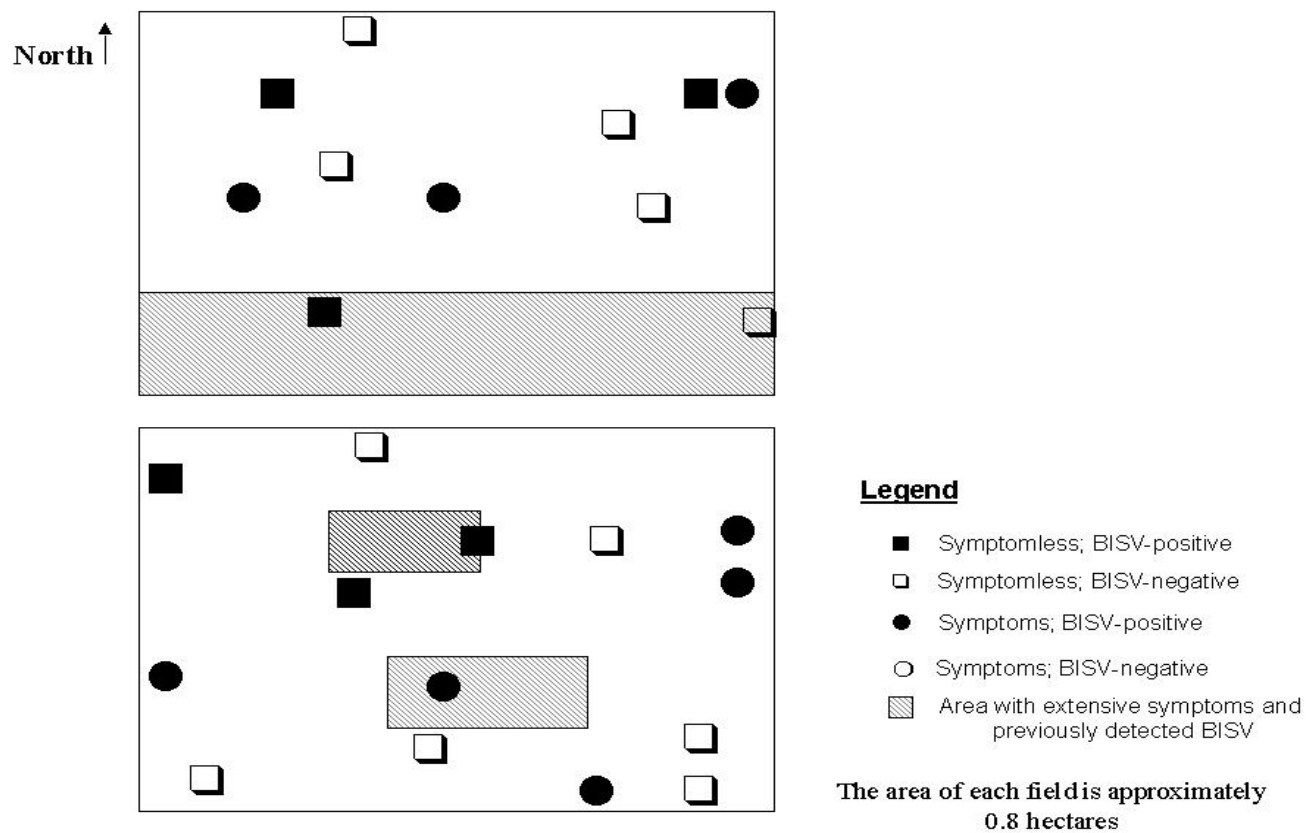 North
Legend
Symptomless; BISV-positive
Symptomless; BISV-negative
Symptoms; BISV-positive
Symptoms; BISV-negative
Area with extensive symptoms and
previously detected BISV
The area of each field is approximately
0.8 hectares